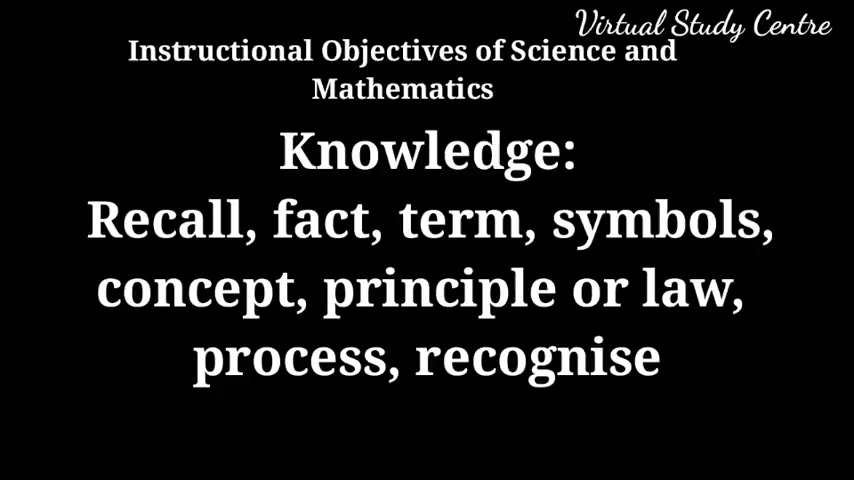 Virtual Study Centre
Instructional Objectives of Science and
Mathematics
Knowledge:
Recall, fact, term, symbols,
concept, principle or law,
process, recognise